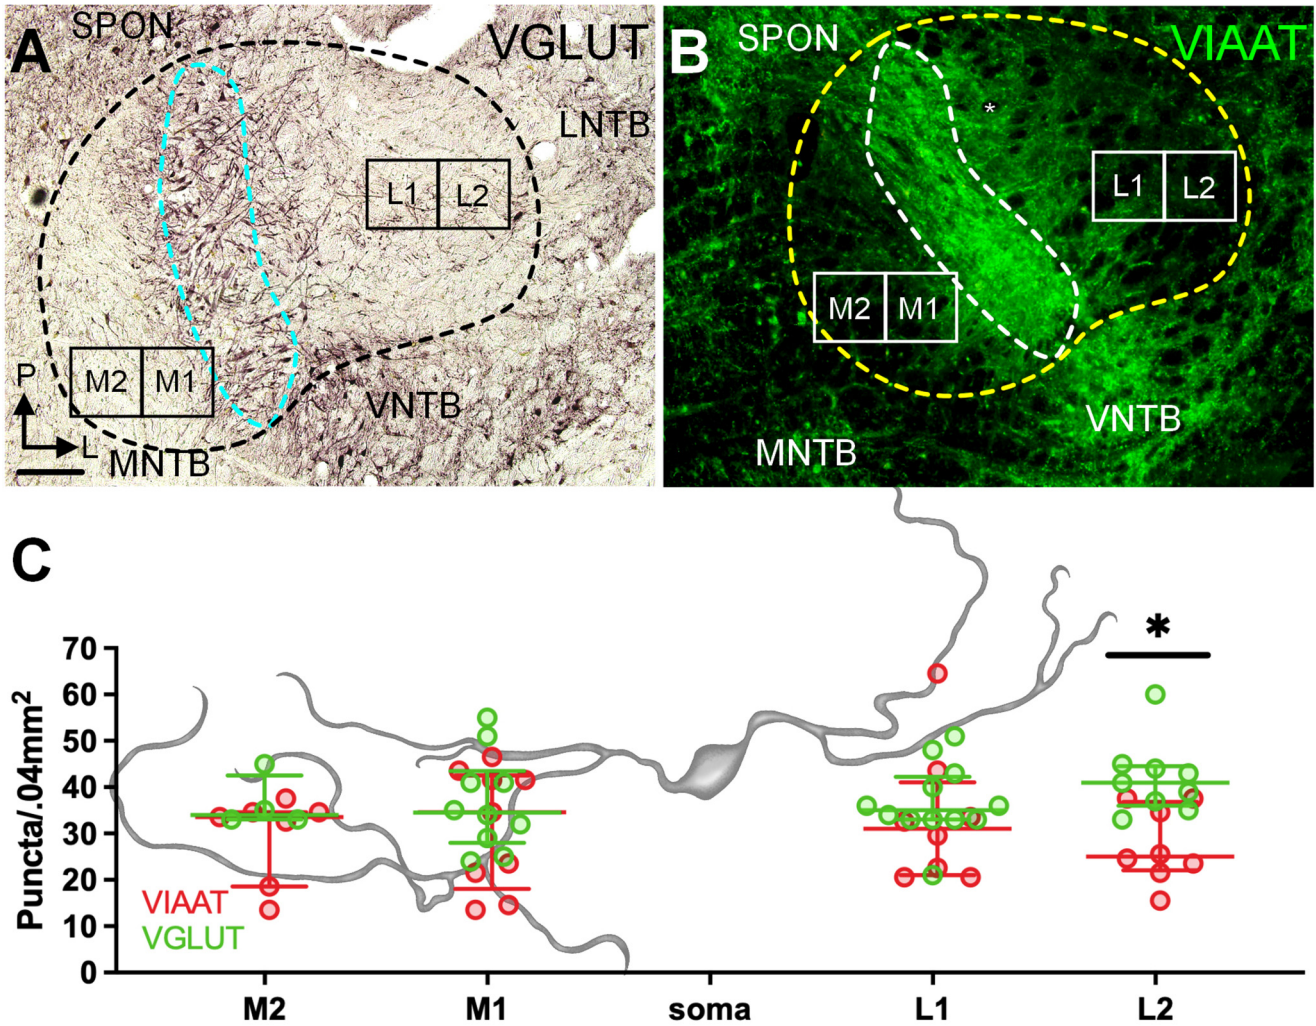 A
SPON
VGLUT
LNTB
L1 L2
M2 M1
P
L
MNTB
VNTB
B
SPON
VIAAT
*
L1 L2
M2 M1
VNTB
MNTB
C
*
Puncta/.04mm²
70
60
50
40
30
20
10
0
VIAAT
VGLUT
M2 M1 soma L1 L2